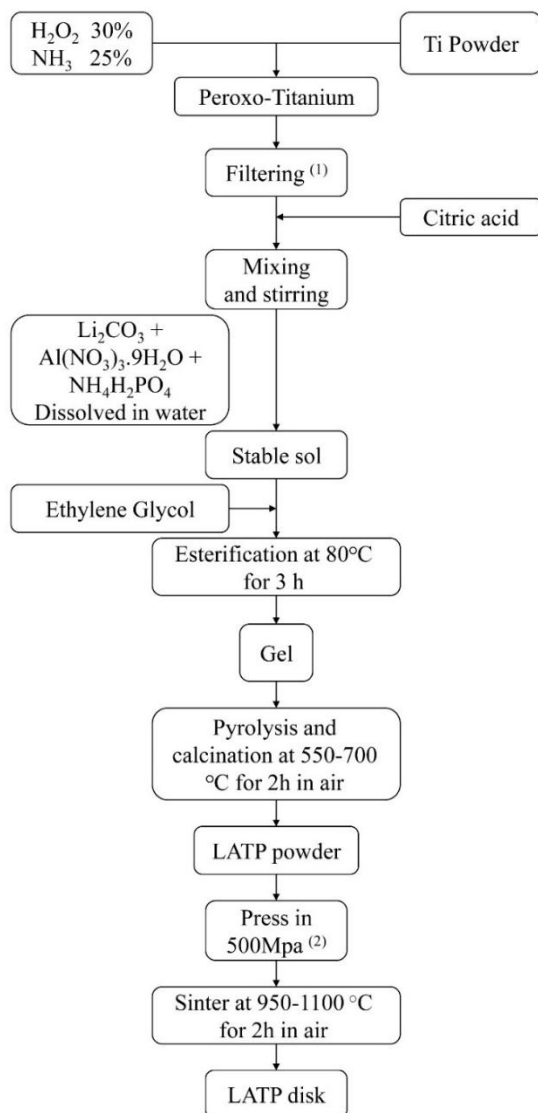 H₂O₂ 30%
NH₃ 25%
Ti Powder
Peroxo-Titanium
Filtering ⁽¹⁾
Citric acid
Mixing
and stirring
Li₂CO₃ +
Al(NO₃)₃.9H₂O +
NH₄H₂PO₄
Dissolved in water
Stable sol
Ethylene Glycol
Esterification at 80°C
for 3 h
Gel
Pyrolysis and
calcination at 550-700
°C for 2h in air
LATP powder
Press in
500Mpa ⁽²⁾
Sinter at 950-1100 °C
for 2h in air
LATP disk